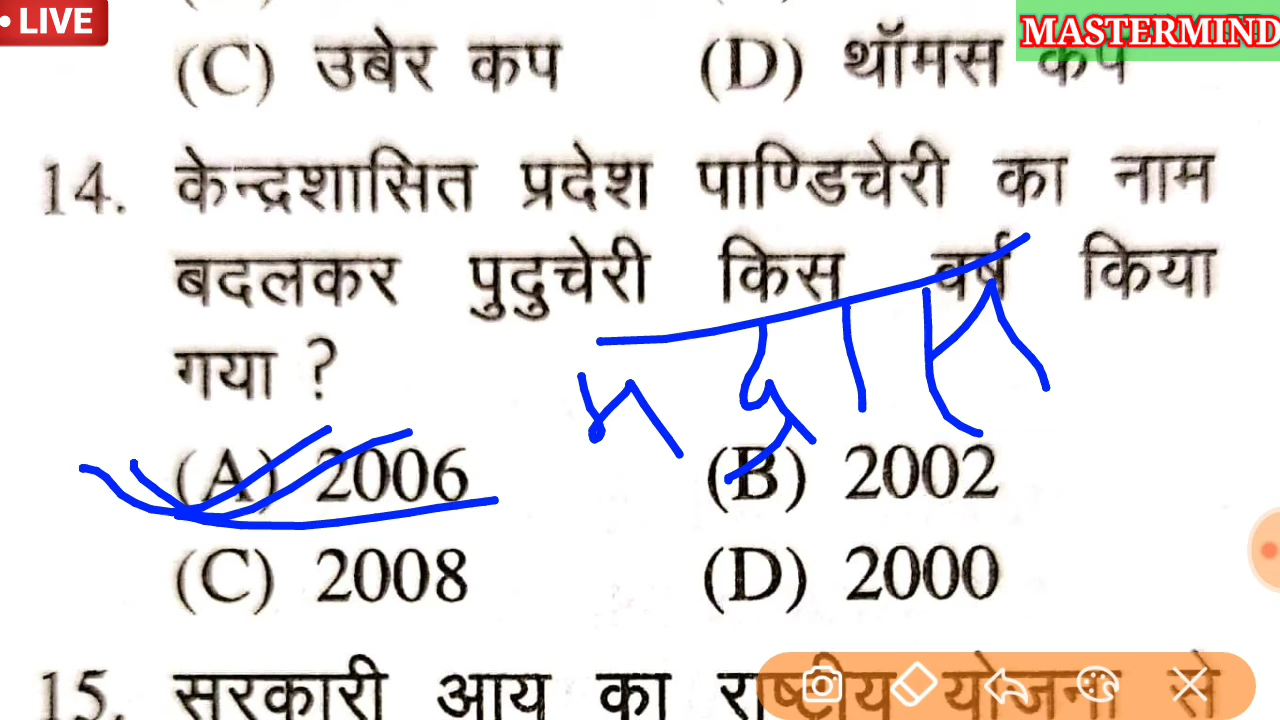 • LIVE
MASTERMIND
(C) उबेर कप (D) थॉमस कप
14. केन्द्रशासित प्रदेश पाण्डिचेरी का नाम
बदलकर पुदुचेरी किस वर्ष किया
गया ?
मद्रास
(A) 2006 (B) 2002
(C) 2008 (D) 2000
15. सरकारी आय का राष्ट्रीय योजना से